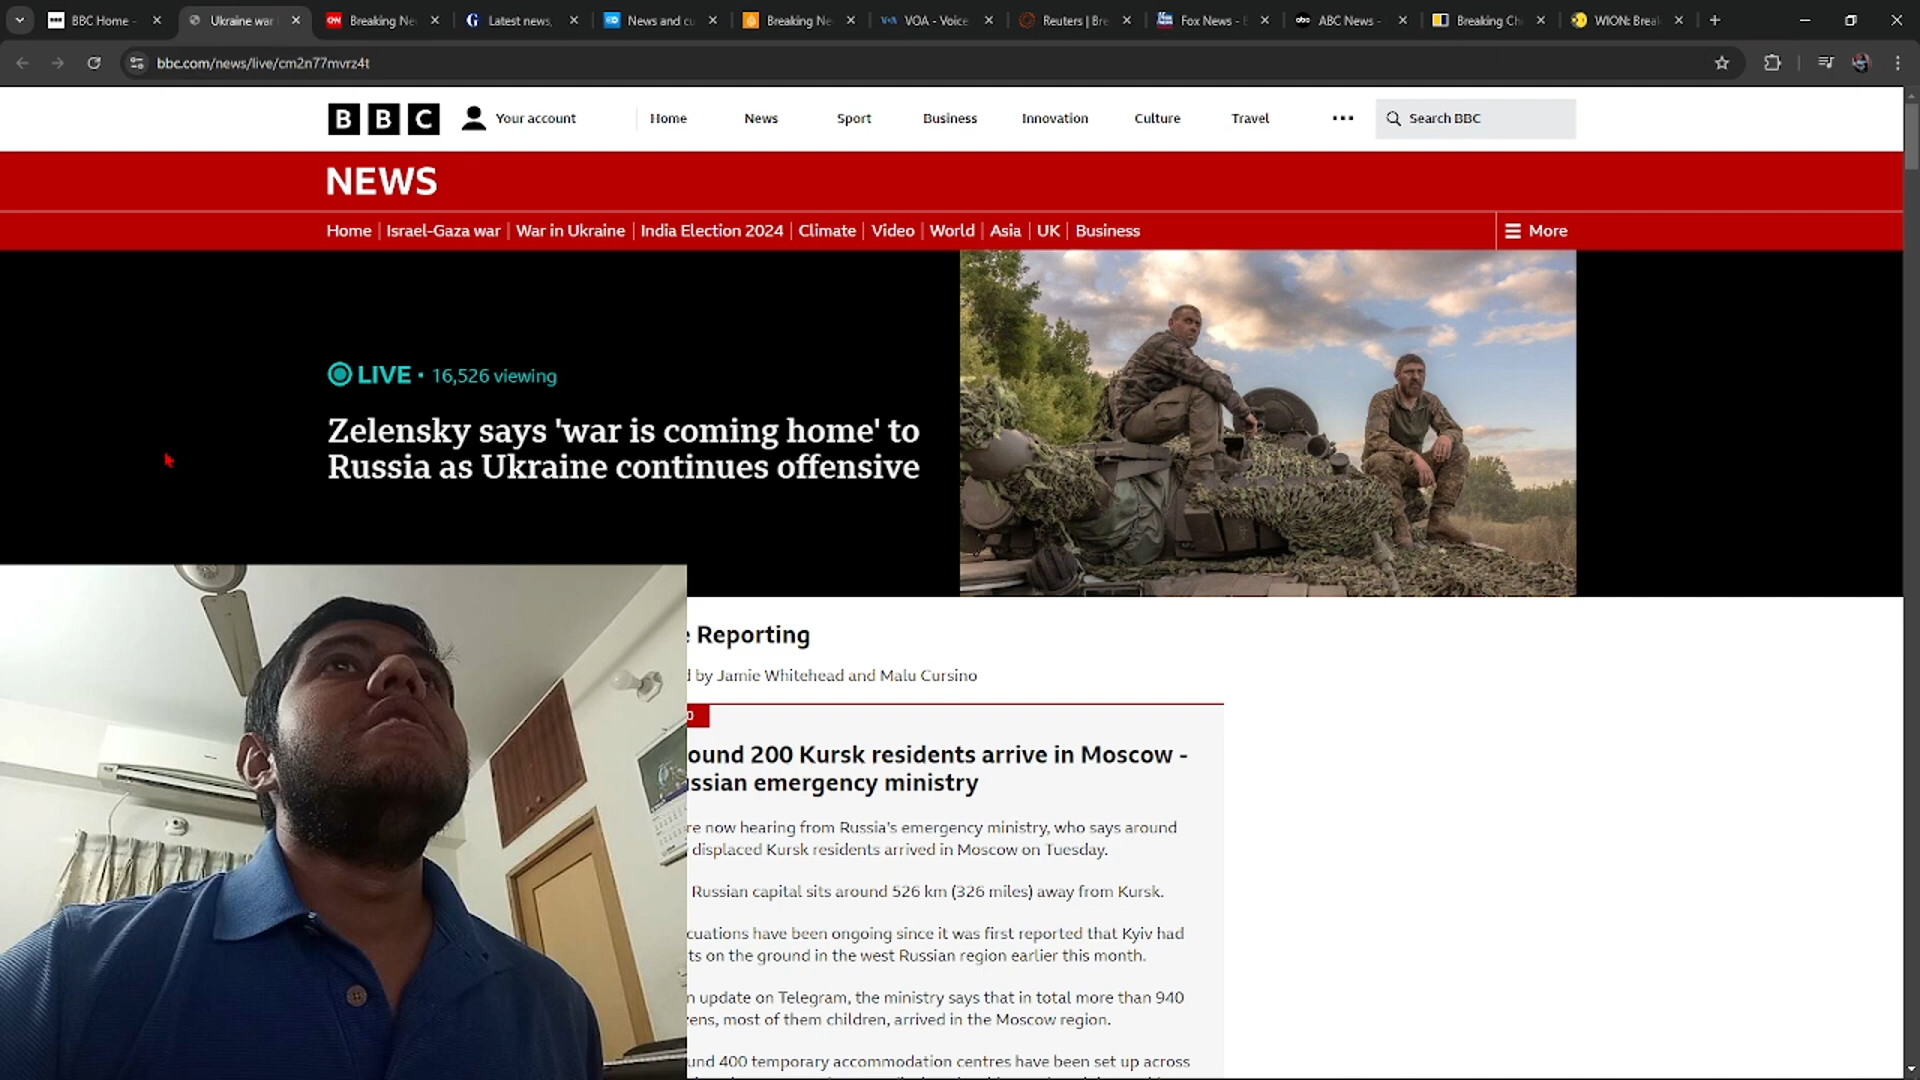 BBC Home -
Ukraine war
Breaking Ne
Latest news,
News and cu
Breaking Ne
VOA - Voice
Reuters | Bre
Fox News - B
ABC News -
Breaking Ch
WION: Break
bbc.com/news/live/cm2n77mvrz4t
BBC
Your account
Home
News
Sport
Business
Innovation
Culture
Travel
Search BBC
NEWS
Home
Israel-Gaza war
War in Ukraine
India Election 2024
Climate
Video
World
Asia
UK
Business
More
LIVE · 16,526 viewing
Zelensky says 'war is coming home' to
Russia as Ukraine continues offensive
e Reporting
d by Jamie Whitehead and Malu Cursino
ound 200 Kursk residents arrive in Moscow -
ussian emergency ministry
re now hearing from Russia's emergency ministry, who says around
displaced Kursk residents arrived in Moscow on Tuesday.
Russian capital sits around 526 km (326 miles) away from Kursk.
cuations have been ongoing since it was first reported that Kyiv had
ts on the ground in the west Russian region earlier this month.
n update on Telegram, the ministry says that in total more than 940
zens, most of them children, arrived in the Moscow region.
und 400 temporary accommodation centres have been set up across